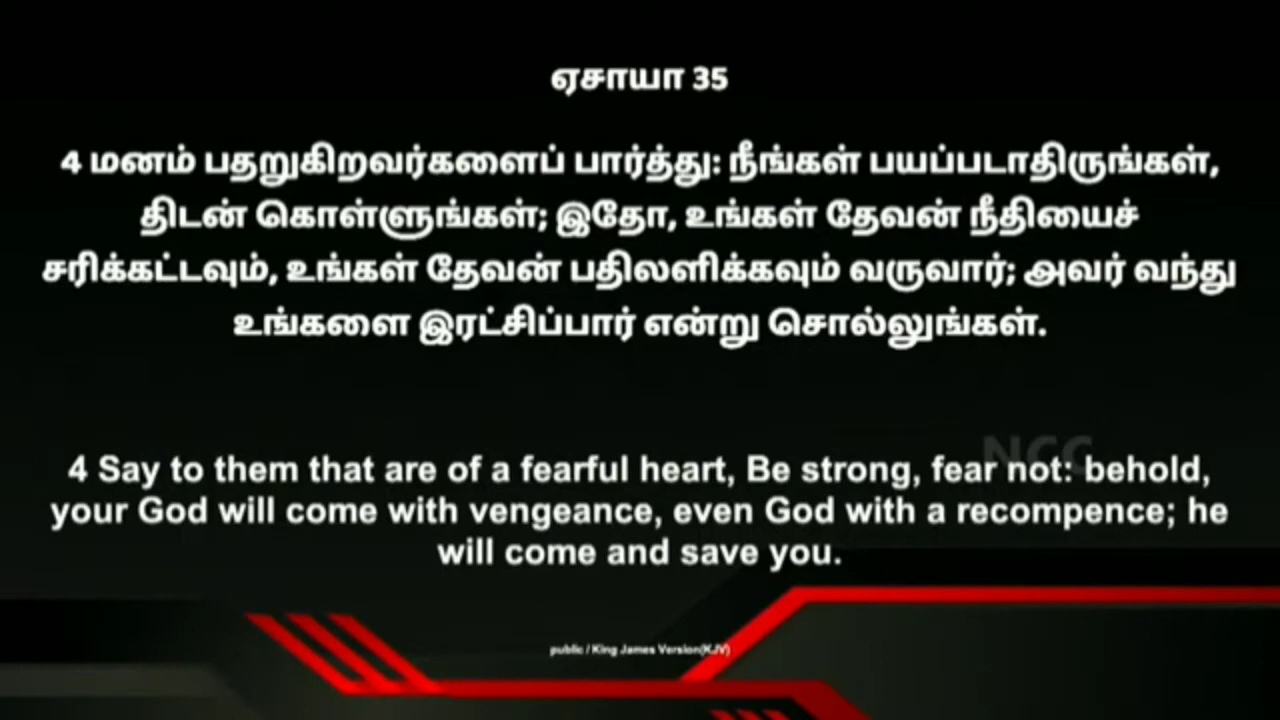 ஏசாயா 35
4 மனம் பதறுகிறவர்களைப் பார்த்து: நீங்கள் பயப்படாதிருங்கள்,
திடன் கொள்ளுங்கள்; இதோ, உங்கள் தேவன் நீதியைச்
சரிக்கட்டவும், உங்கள் தேவன் பதிலளிக்கவும் வருவார்; அவர் வந்து
உங்களை இரட்சிப்பார் என்று சொல்லுங்கள்.
NCC
4 Say to them that are of a fearful heart, Be strong, fear not: behold,
your God will come with vengeance, even God with a recompence; he
will come and save you.
public / King James Version(KJV)